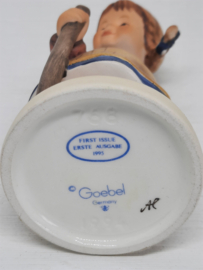 FIRST ISSUE
ERSTE AUSGABE
1995
© Goebel
Germany